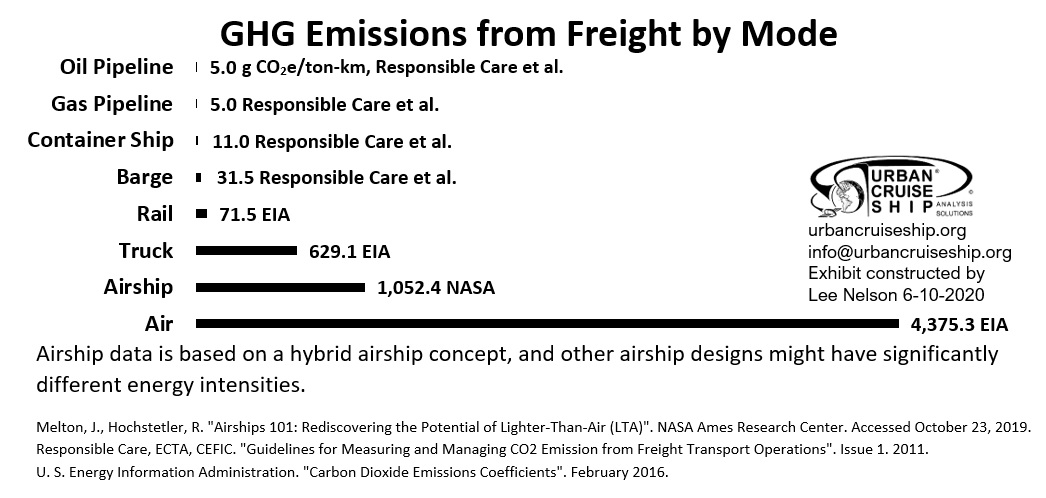 GHG Emissions from Freight by Mode
Oil Pipeline 5.0 g CO₂e/ton-km, Responsible Care et al.
Gas Pipeline 5.0 Responsible Care et al.
Container Ship 11.0 Responsible Care et al.
Barge 31.5 Responsible Care et al.
Rail 71.5 EIA
Truck 629.1 EIA
Airship 1,052.4 NASA
Air 4,375.3 EIA
URBAN
CRUISE
SHIP
ANALYSIS
SOLUTIONS
©
urbancruiseship.org
info@urbancruiseship.org
Exhibit constructed by
Lee Nelson 6-10-2020
Airship data is based on a hybrid airship concept, and other airship designs might have significantly
different energy intensities.
Melton, J., Hochstetler, R. "Airships 101: Rediscovering the Potential of Lighter-Than-Air (LTA)". NASA Ames Research Center. Accessed October 23, 2019.
Responsible Care, ECTA, CEFIC. "Guidelines for Measuring and Managing CO2 Emission from Freight Transport Operations". Issue 1. 2011.
U. S. Energy Information Administration. "Carbon Dioxide Emissions Coefficients". February 2016.